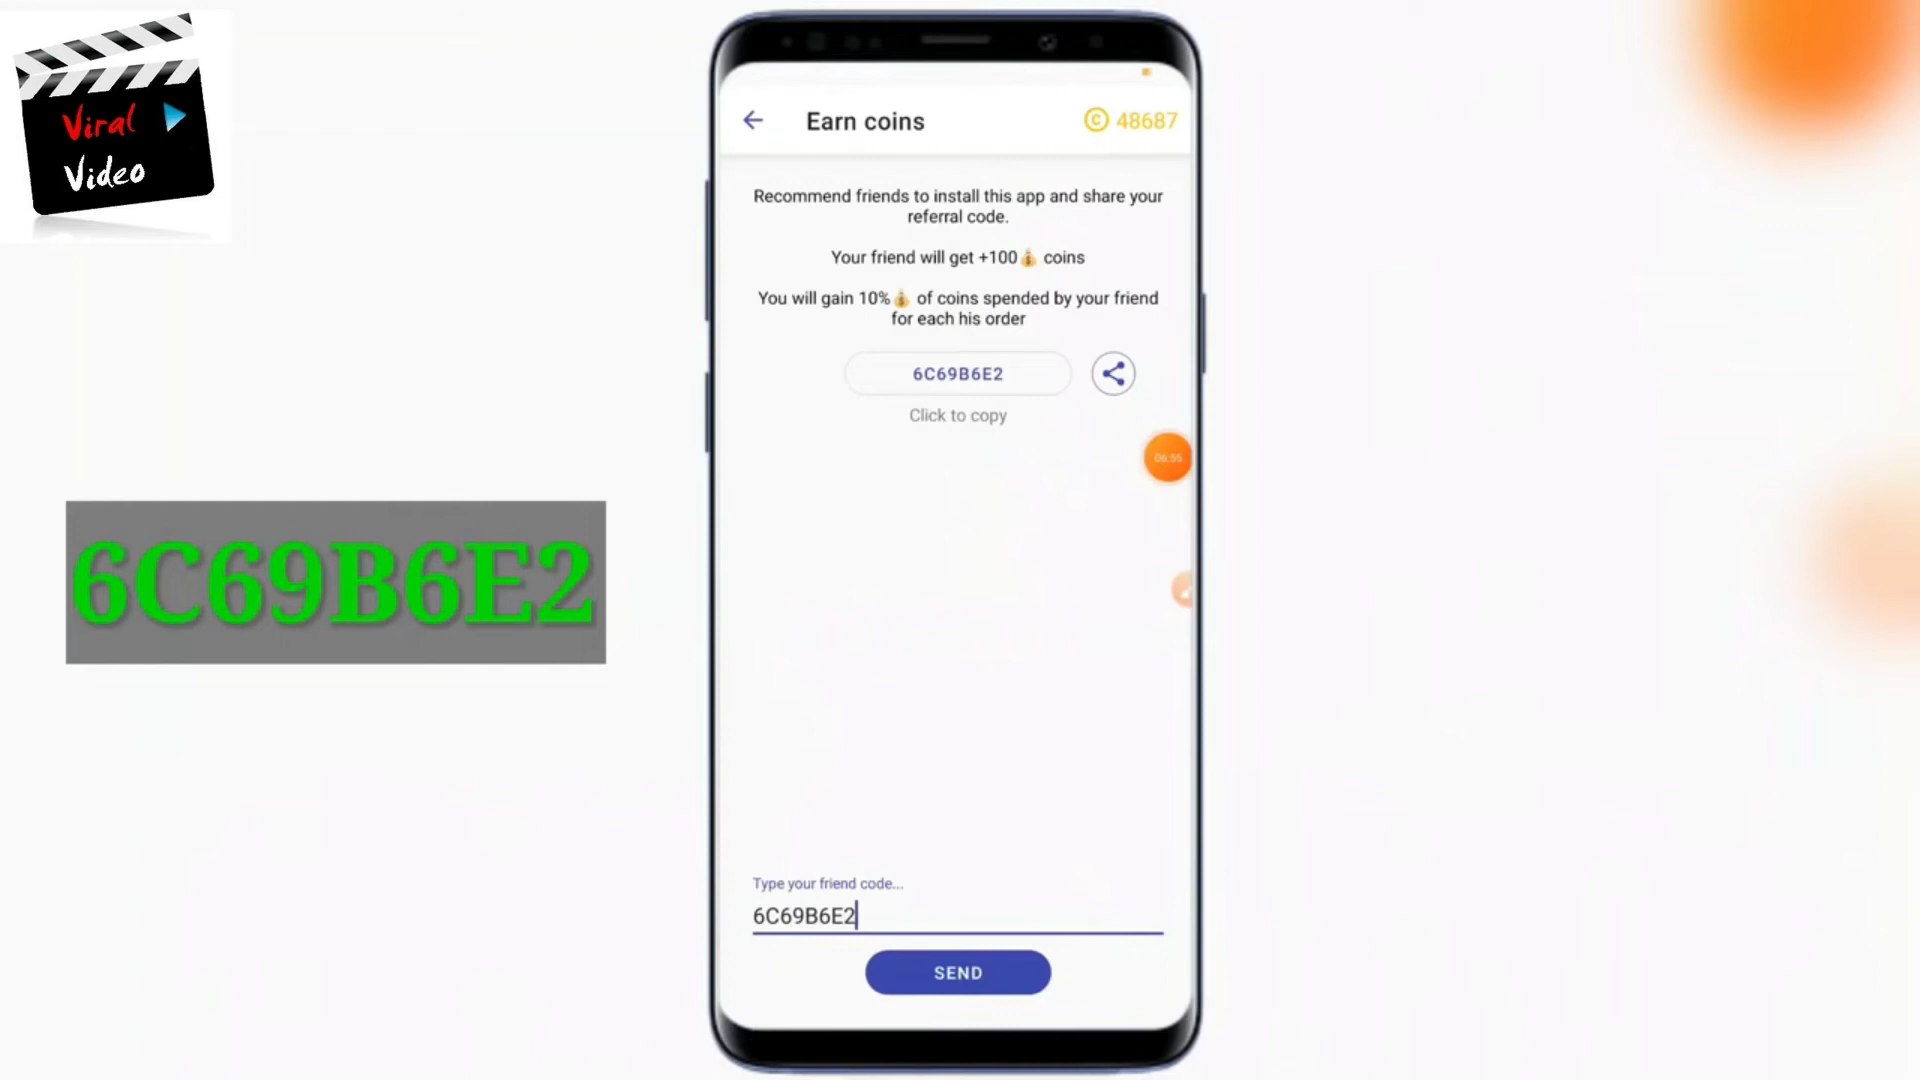 Viral
Video
Earn coins
© 48687
Recommend friends to install this app and share your
referral code.
Your friend will get +100💰 coins
You will gain 10%💰 of coins spended by your friend
for each his order
6C69B6E2
Click to copy
06:55
6C69B6E2
Type your friend code...
6C69B6E2
SEND